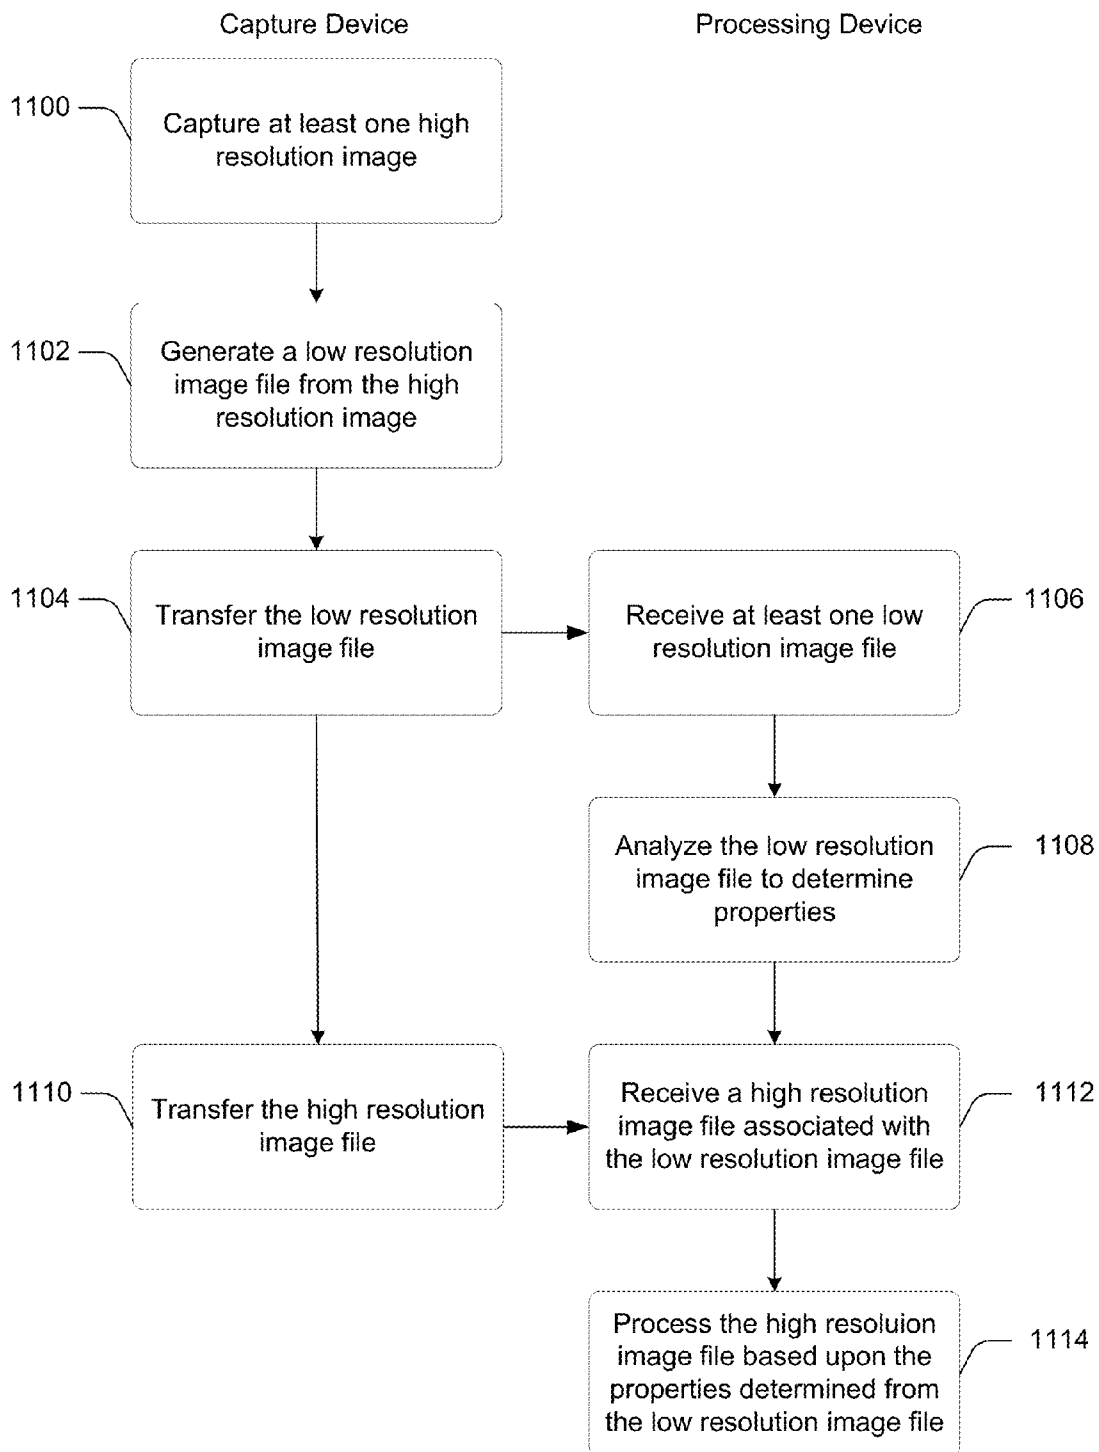 Capture Device
Processing Device
1100
Capture at least one high
resolution image
1102
Generate a low resolution
image file from the high
resolution image
1104
Transfer the low resolution
image file
1106
Receive at least one low
resolution image file
1108
Analyze the low resolution
image file to determine
properties
1110
Transfer the high resolution
image file
1112
Receive a high resolution
image file associated with
the low resolution image file
1114
Process the high resoluion
image file based upon the
properties determined from
the low resolution image file